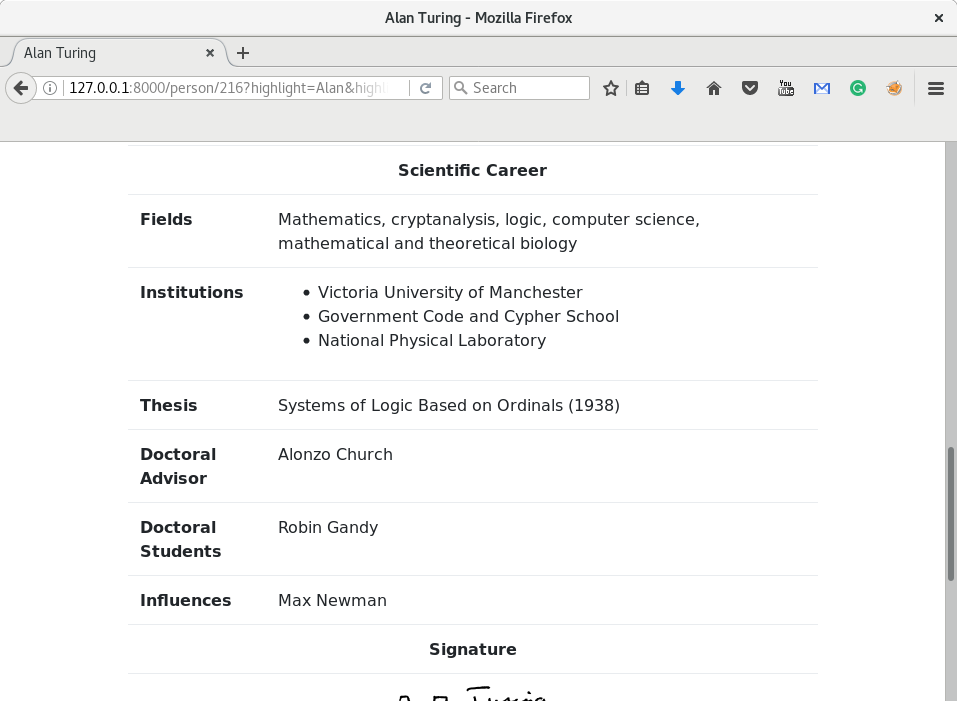 Alan Turing - Mozilla Firefox
Alan Turing
127.0.0.1:8000/person/216?highlight=Alan&highl
Search
You
Tube
Scientific Career
Fields
Mathematics, cryptanalysis, logic, computer science,
mathematical and theoretical biology
Institutions
• Victoria University of Manchester
• Government Code and Cypher School
• National Physical Laboratory
Thesis
Systems of Logic Based on Ordinals (1938)
Doctoral
Advisor
Alonzo Church
Doctoral
Students
Robin Gandy
Influences
Max Newman
Signature